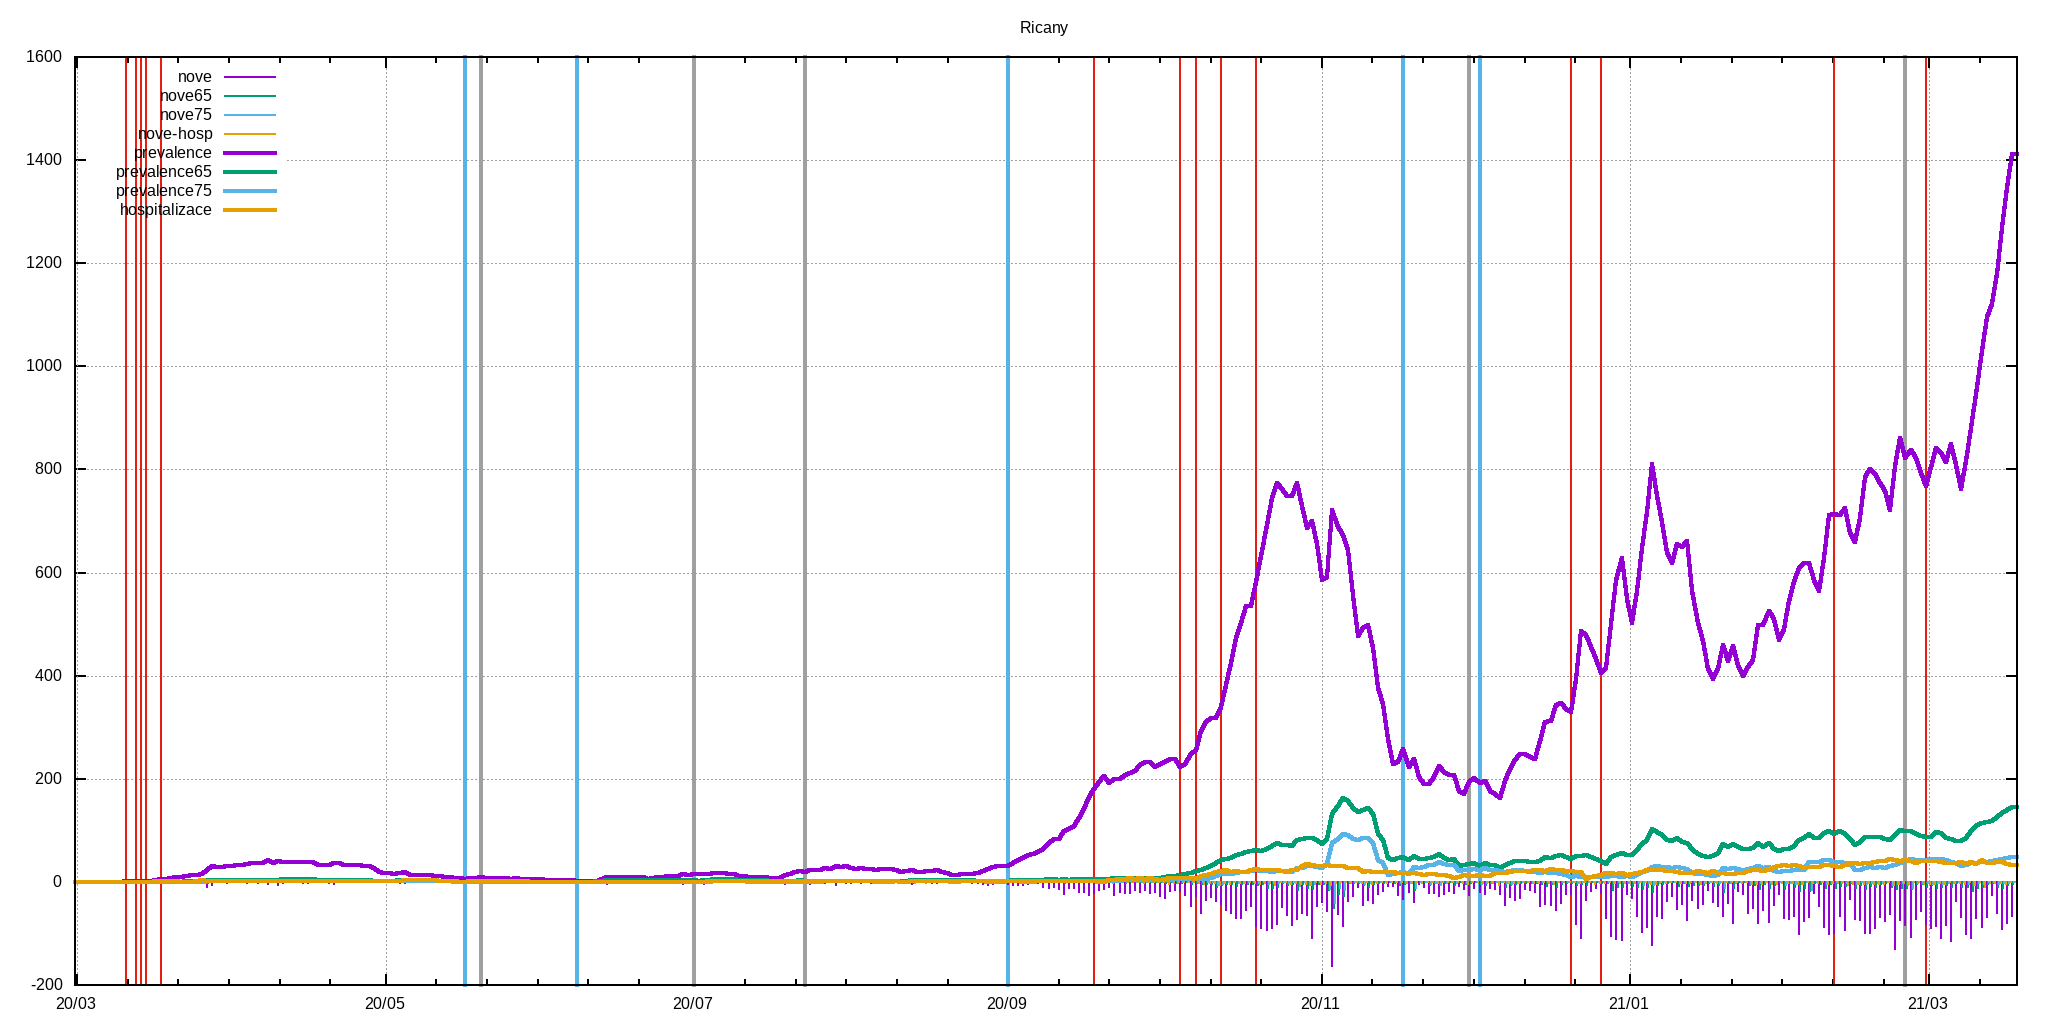 Ricany
1600
1400
1200
1000
800
600
400
200
0
-200
nove
nove65
nove75
nove-hosp
prevalence
prevalence65
prevalence75
hospitalizace
20/03
20/05
20/07
20/09
20/11
21/01
21/03